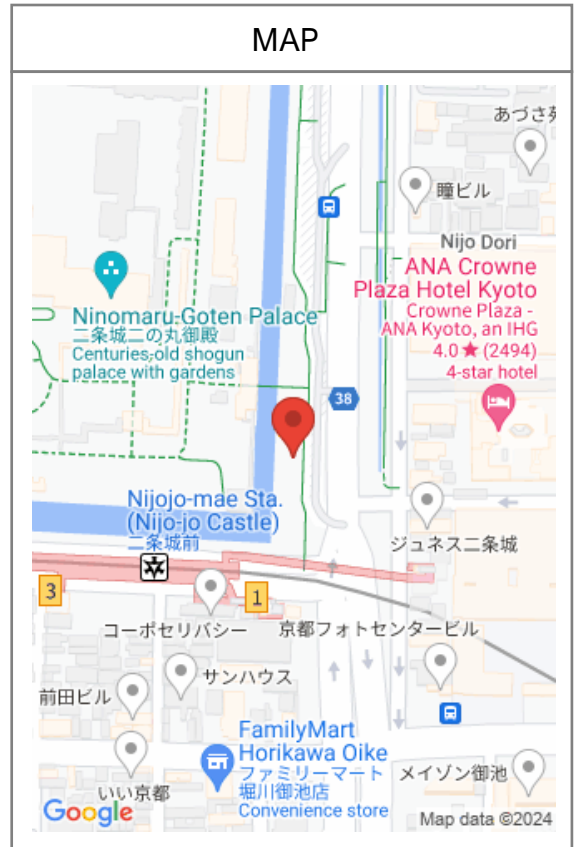 MAP
あづさ
瞳ビル
Nijo Dori
ANA Crowne
Plaza Hotel Kyoto
Crowne Plaza -
ANA Kyoto, an IHG
4.0★ (2494)
4-star hotel
Ninomaru-Goten Palace
二条城二の丸御殿
Centuries-old shogun
palace with gardens
38
Nijojo-mae Sta.
(Nijo-jo Castle)
二条城前
ジュネス二条城
3
1
コーポセリバシー
京都フォトセンタービル
サンハウス
前田ビル
FamilyMart
Horikawa Oike
ファミリーマート
堀川御池店
Convenience store
メイゾン御池
いい京都
Google
Map data ©2024